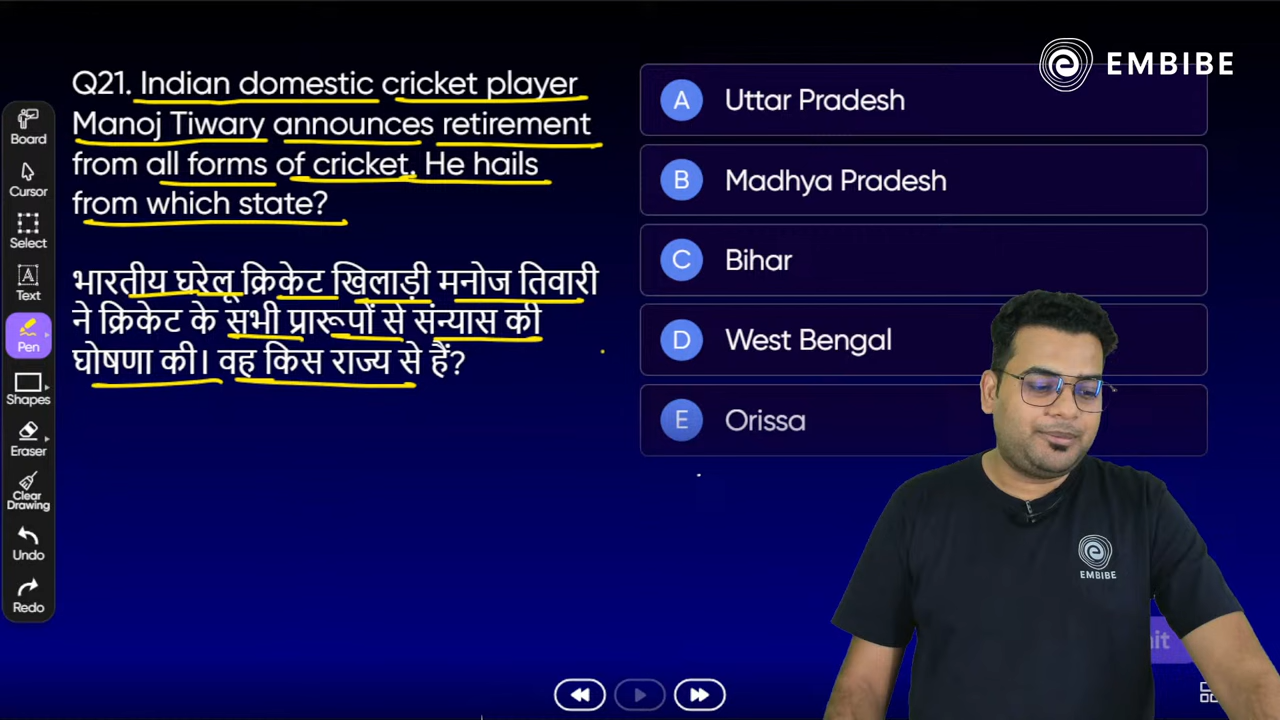 EMBIBE
Q21. Indian domestic cricket player
Manoj Tiwary announces retirement
from all forms of cricket. He hails
from which state?
भारतीय घरेलू क्रिकेट खिलाड़ी मनोज तिवारी
ने क्रिकेट के सभी प्रारूपों से संन्यास की
घोषणा की। वह किस राज्य से हैं?
A Uttar Pradesh
B Madhya Pradesh
C Bihar
D West Bengal
E Orissa
Board
Cursor
Select
A
Text
Pen
Shapes
Eraser
Clear
Drawing
Undo
Redo
EMBIBE